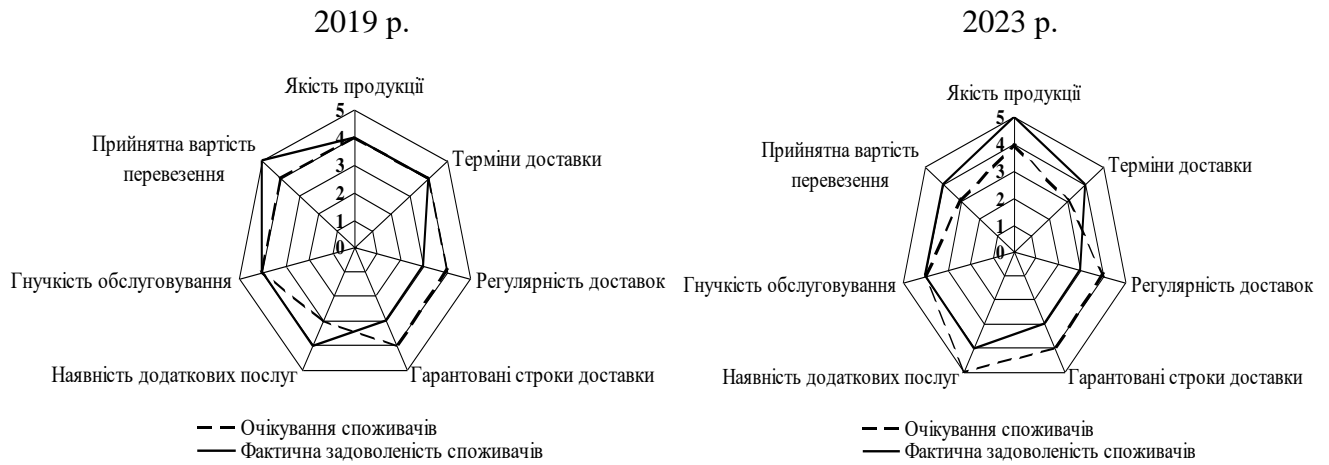 2019 р.
Якість продукції
5
4
3
2
1
0
Терміни доставки
Регулярність доставок
Гарантовані строки доставки
Наявність додаткових послуг
Гнучкість обслуговування
Прийнятна вартість
перевезення
Очікування споживачів
Фактична задоволеність споживачів
2023 р.
Якість продукції
5
4
3
2
1
0
Терміни доставки
Регулярність доставок
Гарантовані строки доставки
Наявність додаткових послуг
Гнучкість обслуговування
Прийнятна вартість
перевезення
Очікування споживачів
Фактична задоволеність споживачів